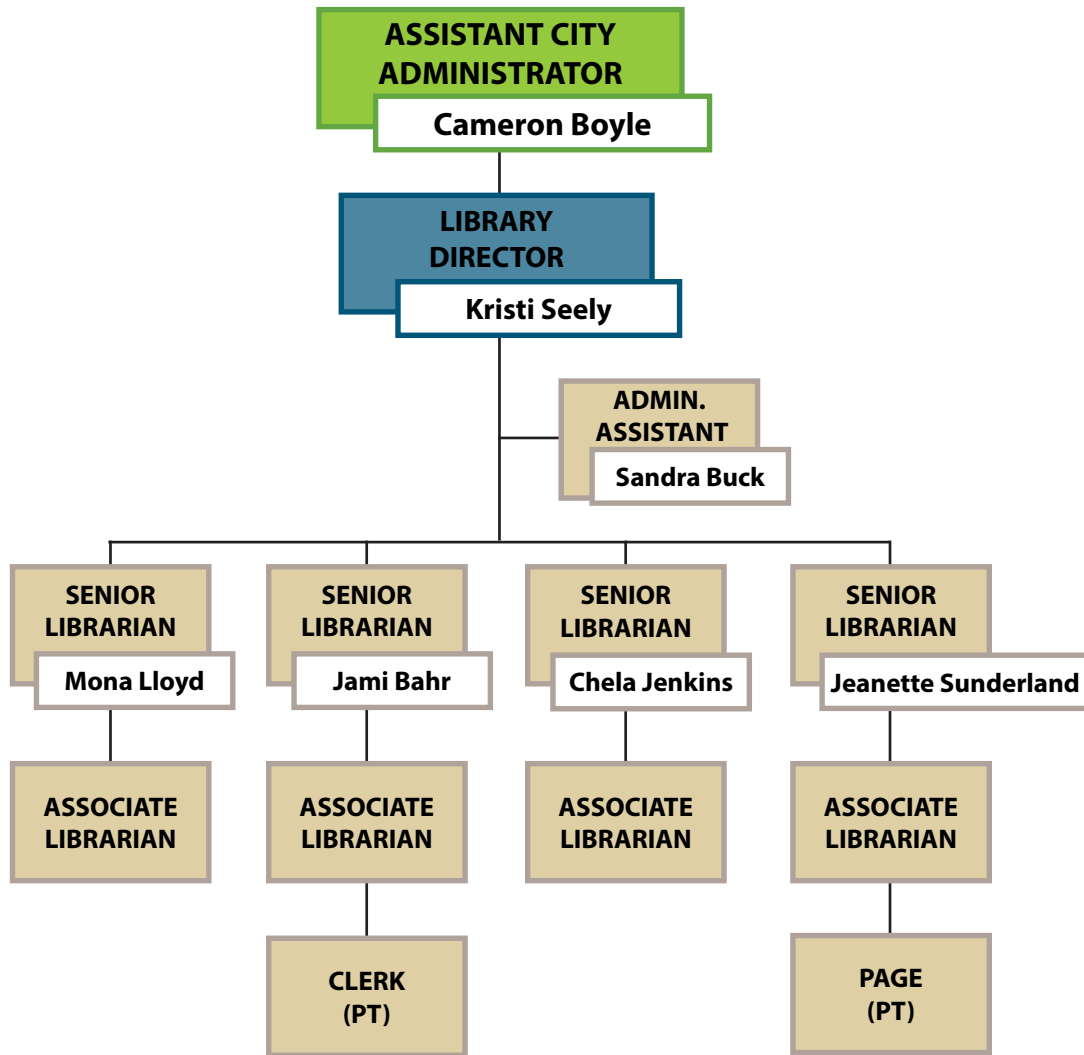 ASSISTANT CITY
ADMINISTRATOR
Cameron Boyle
LIBRARY
DIRECTOR
Kristi Seely
ADMIN.
ASSISTANT
Sandra Buck
SENIOR
LIBRARIAN
Mona Lloyd
SENIOR
LIBRARIAN
Jami Bahr
SENIOR
LIBRARIAN
Chela Jenkins
SENIOR
LIBRARIAN
Jeanette Sunderland
ASSOCIATE
LIBRARIAN
ASSOCIATE
LIBRARIAN
ASSOCIATE
LIBRARIAN
ASSOCIATE
LIBRARIAN
CLERK
(PT)
PAGE
(PT)